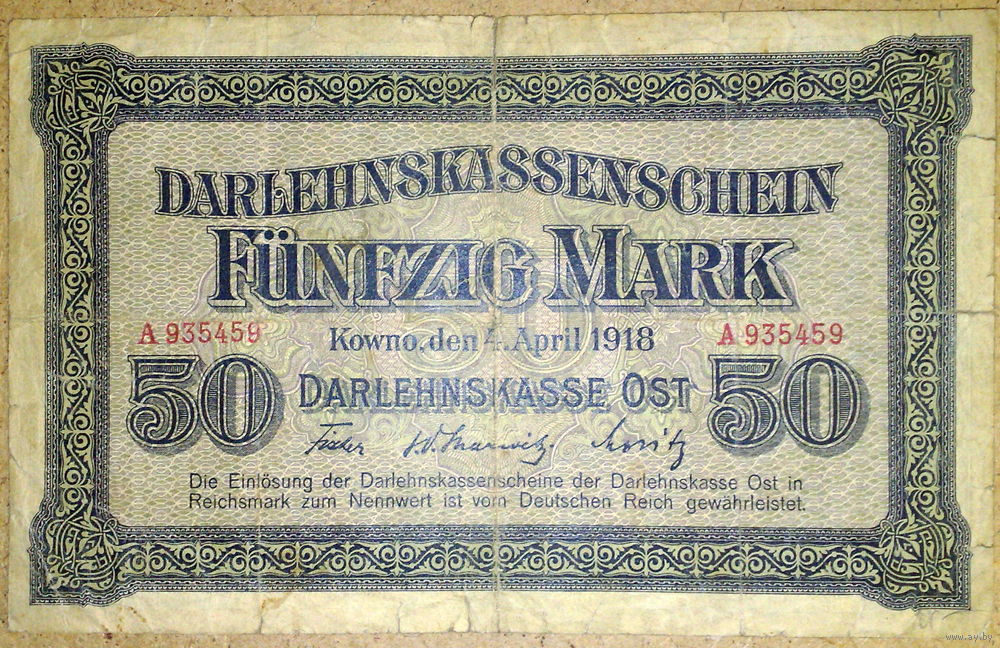 DARLEHNSKASSENSCHEIN
FÜNFZIG MARK
A 935459 Kowno, den 4. April 1918 A 935459
50 DARLEHNSKASSE OST 50
Fischer
Die Einlösung der Darlehnskassenscheine der Darlehnskasse Ost in
Reichsmark zum Nennwert ist vom Deutschen Reich gewährleistet.
www.ay.by